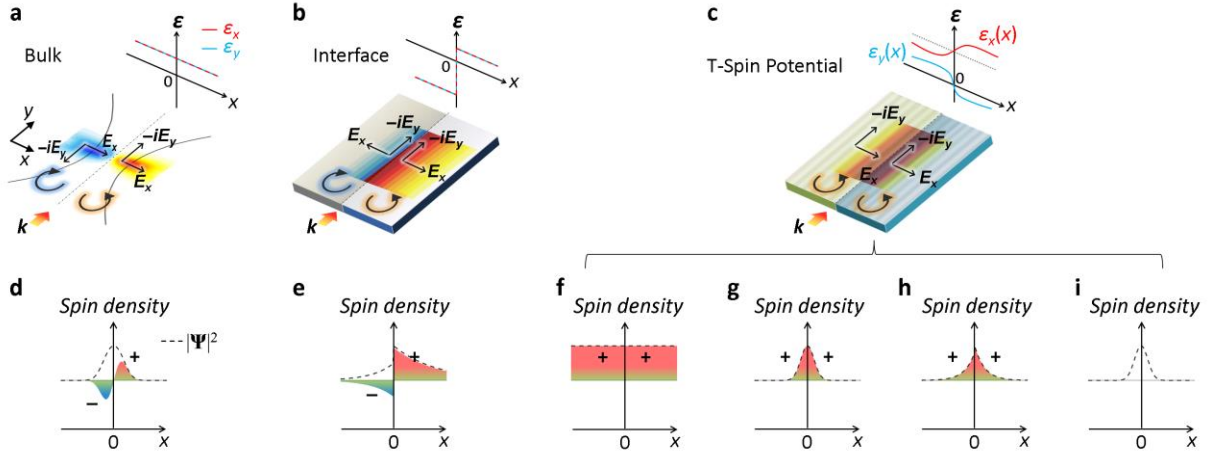 a
Bulk
ε
εx
εy
0
x
y
x
-iEy
Ex
-iEy
Ex
k
b
Interface
ε
0
x
Ex
-iEy
-iEy
Ex
k
c
T-Spin Potential
ε
εy(x)
εx(x)
0
x
-iEy
-iEy
Ex
Ex
k
d
Spin density
|Ψ|²
+
−
0
x
e
Spin density
+
−
0
x
f
Spin density
+ +
0
x
g
Spin density
+ +
0
x
h
Spin density
+ +
0
x
i
Spin density
0
x